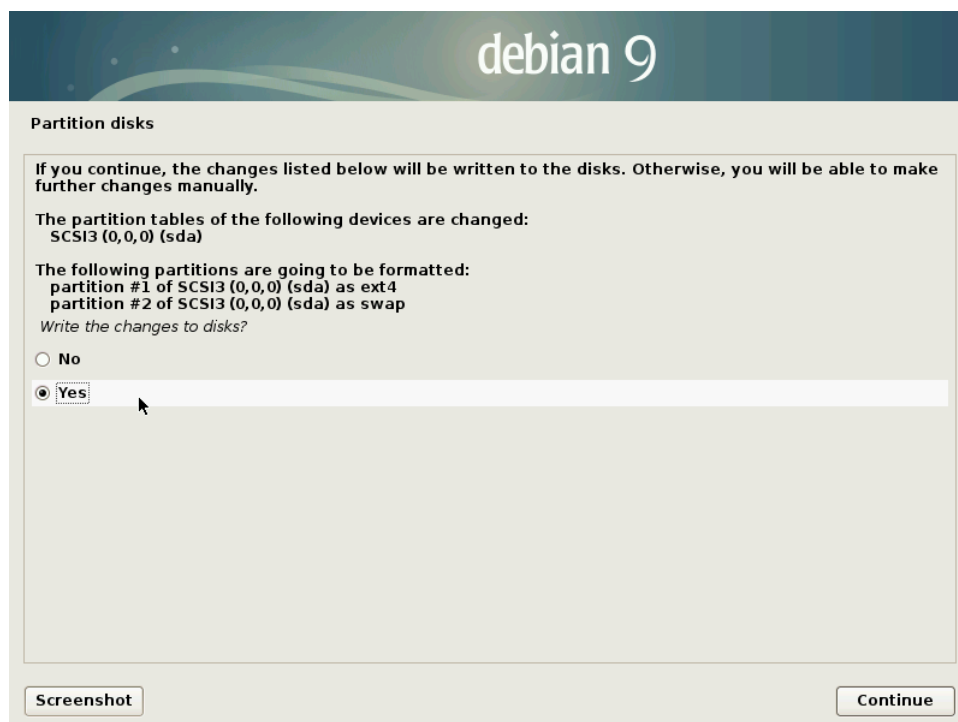 debian 9
Partition disks
If you continue, the changes listed below will be written to the disks. Otherwise, you will be able to make
further changes manually.
The partition tables of the following devices are changed:
SCSI3 (0,0,0) (sda)
The following partitions are going to be formatted:
partition #1 of SCSI3 (0,0,0) (sda) as ext4
partition #2 of SCSI3 (0,0,0) (sda) as swap
Write the changes to disks?
No
Yes
Screenshot
Continue